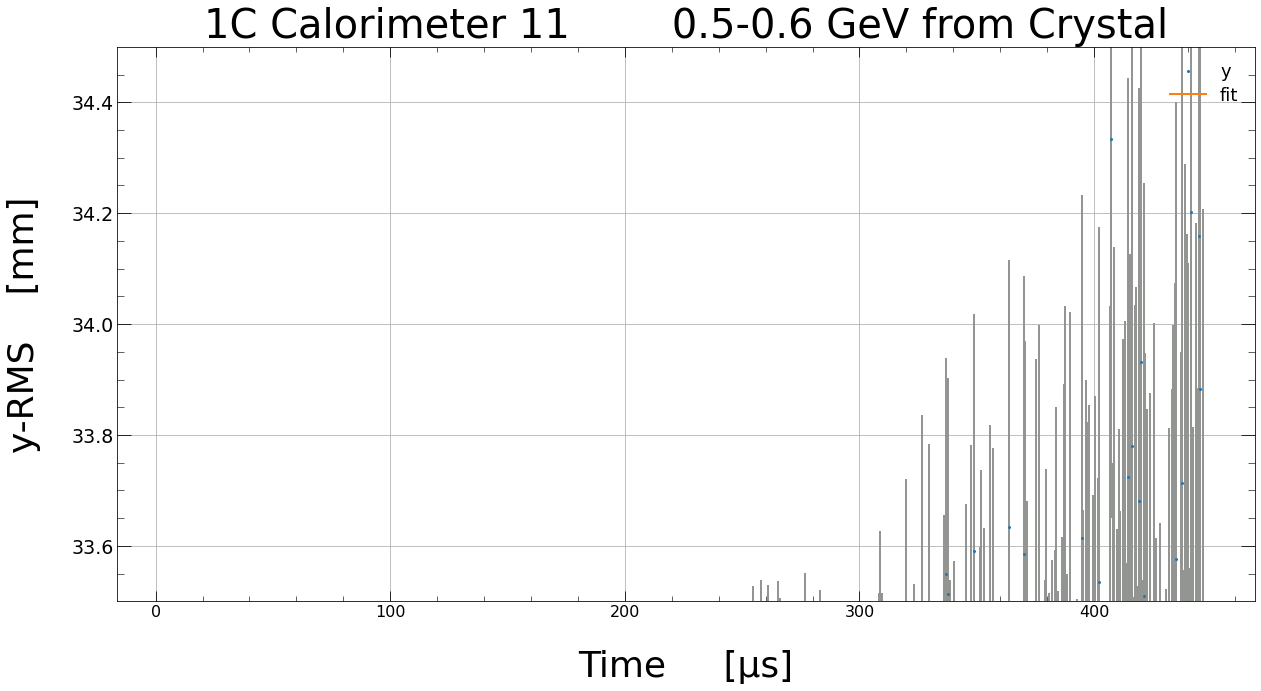 1C Calorimeter 11 0.5-0.6 GeV from Crystal
y
fit
34.4
34.2
34.0
33.8
33.6
y-RMS [mm]
0 100 200 300 400
Time [µs]